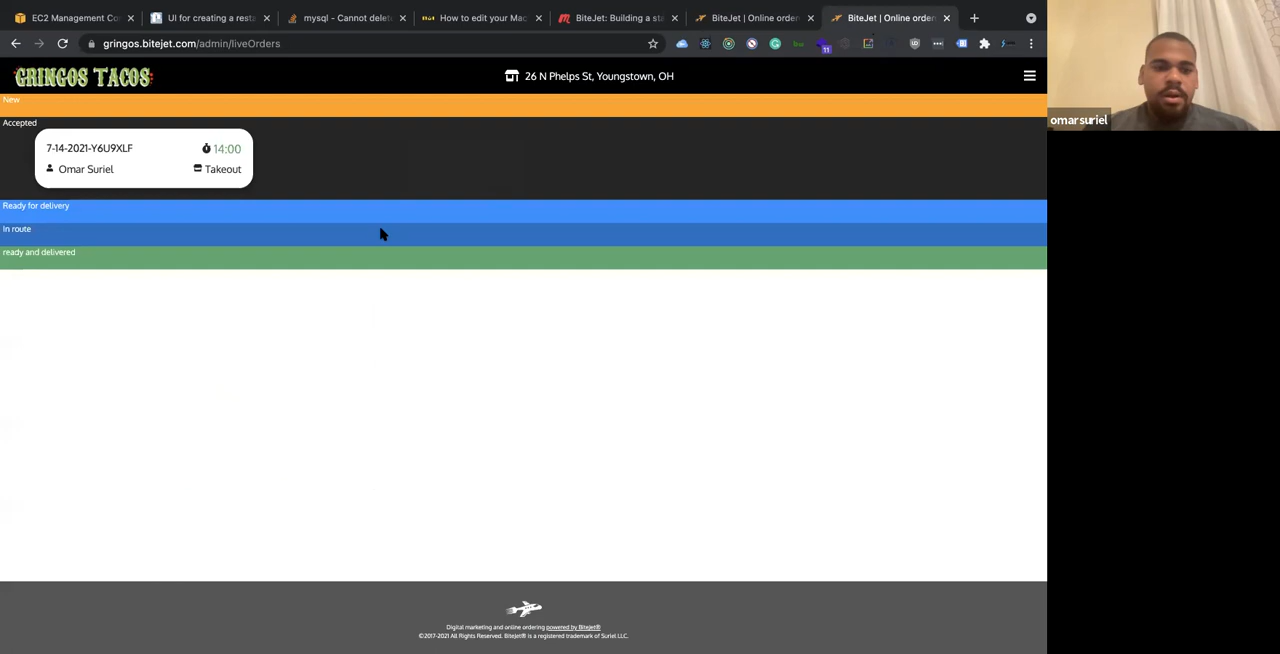 EC2 Management Co
UI for creating a resta
mysql - Cannot delet
How to edit your Mac
BiteJet: Building a sta
BiteJet | Online order
BiteJet | Online order
gringos.bitejet.com/admin/liveOrders
11
GRINGOS TACOS
26 N Phelps St, Youngstown, OH
omarsuriel
New
Accepted
7-14-2021-Y6U9XLF
14:00
Omar Suriel
Takeout
Ready for delivery
In route
ready and delivered
Digital marketing and online ordering powered by BiteJet®
©2017-2021 All Rights Reserved. BiteJet® is a registered trademark of Suriel LLC.